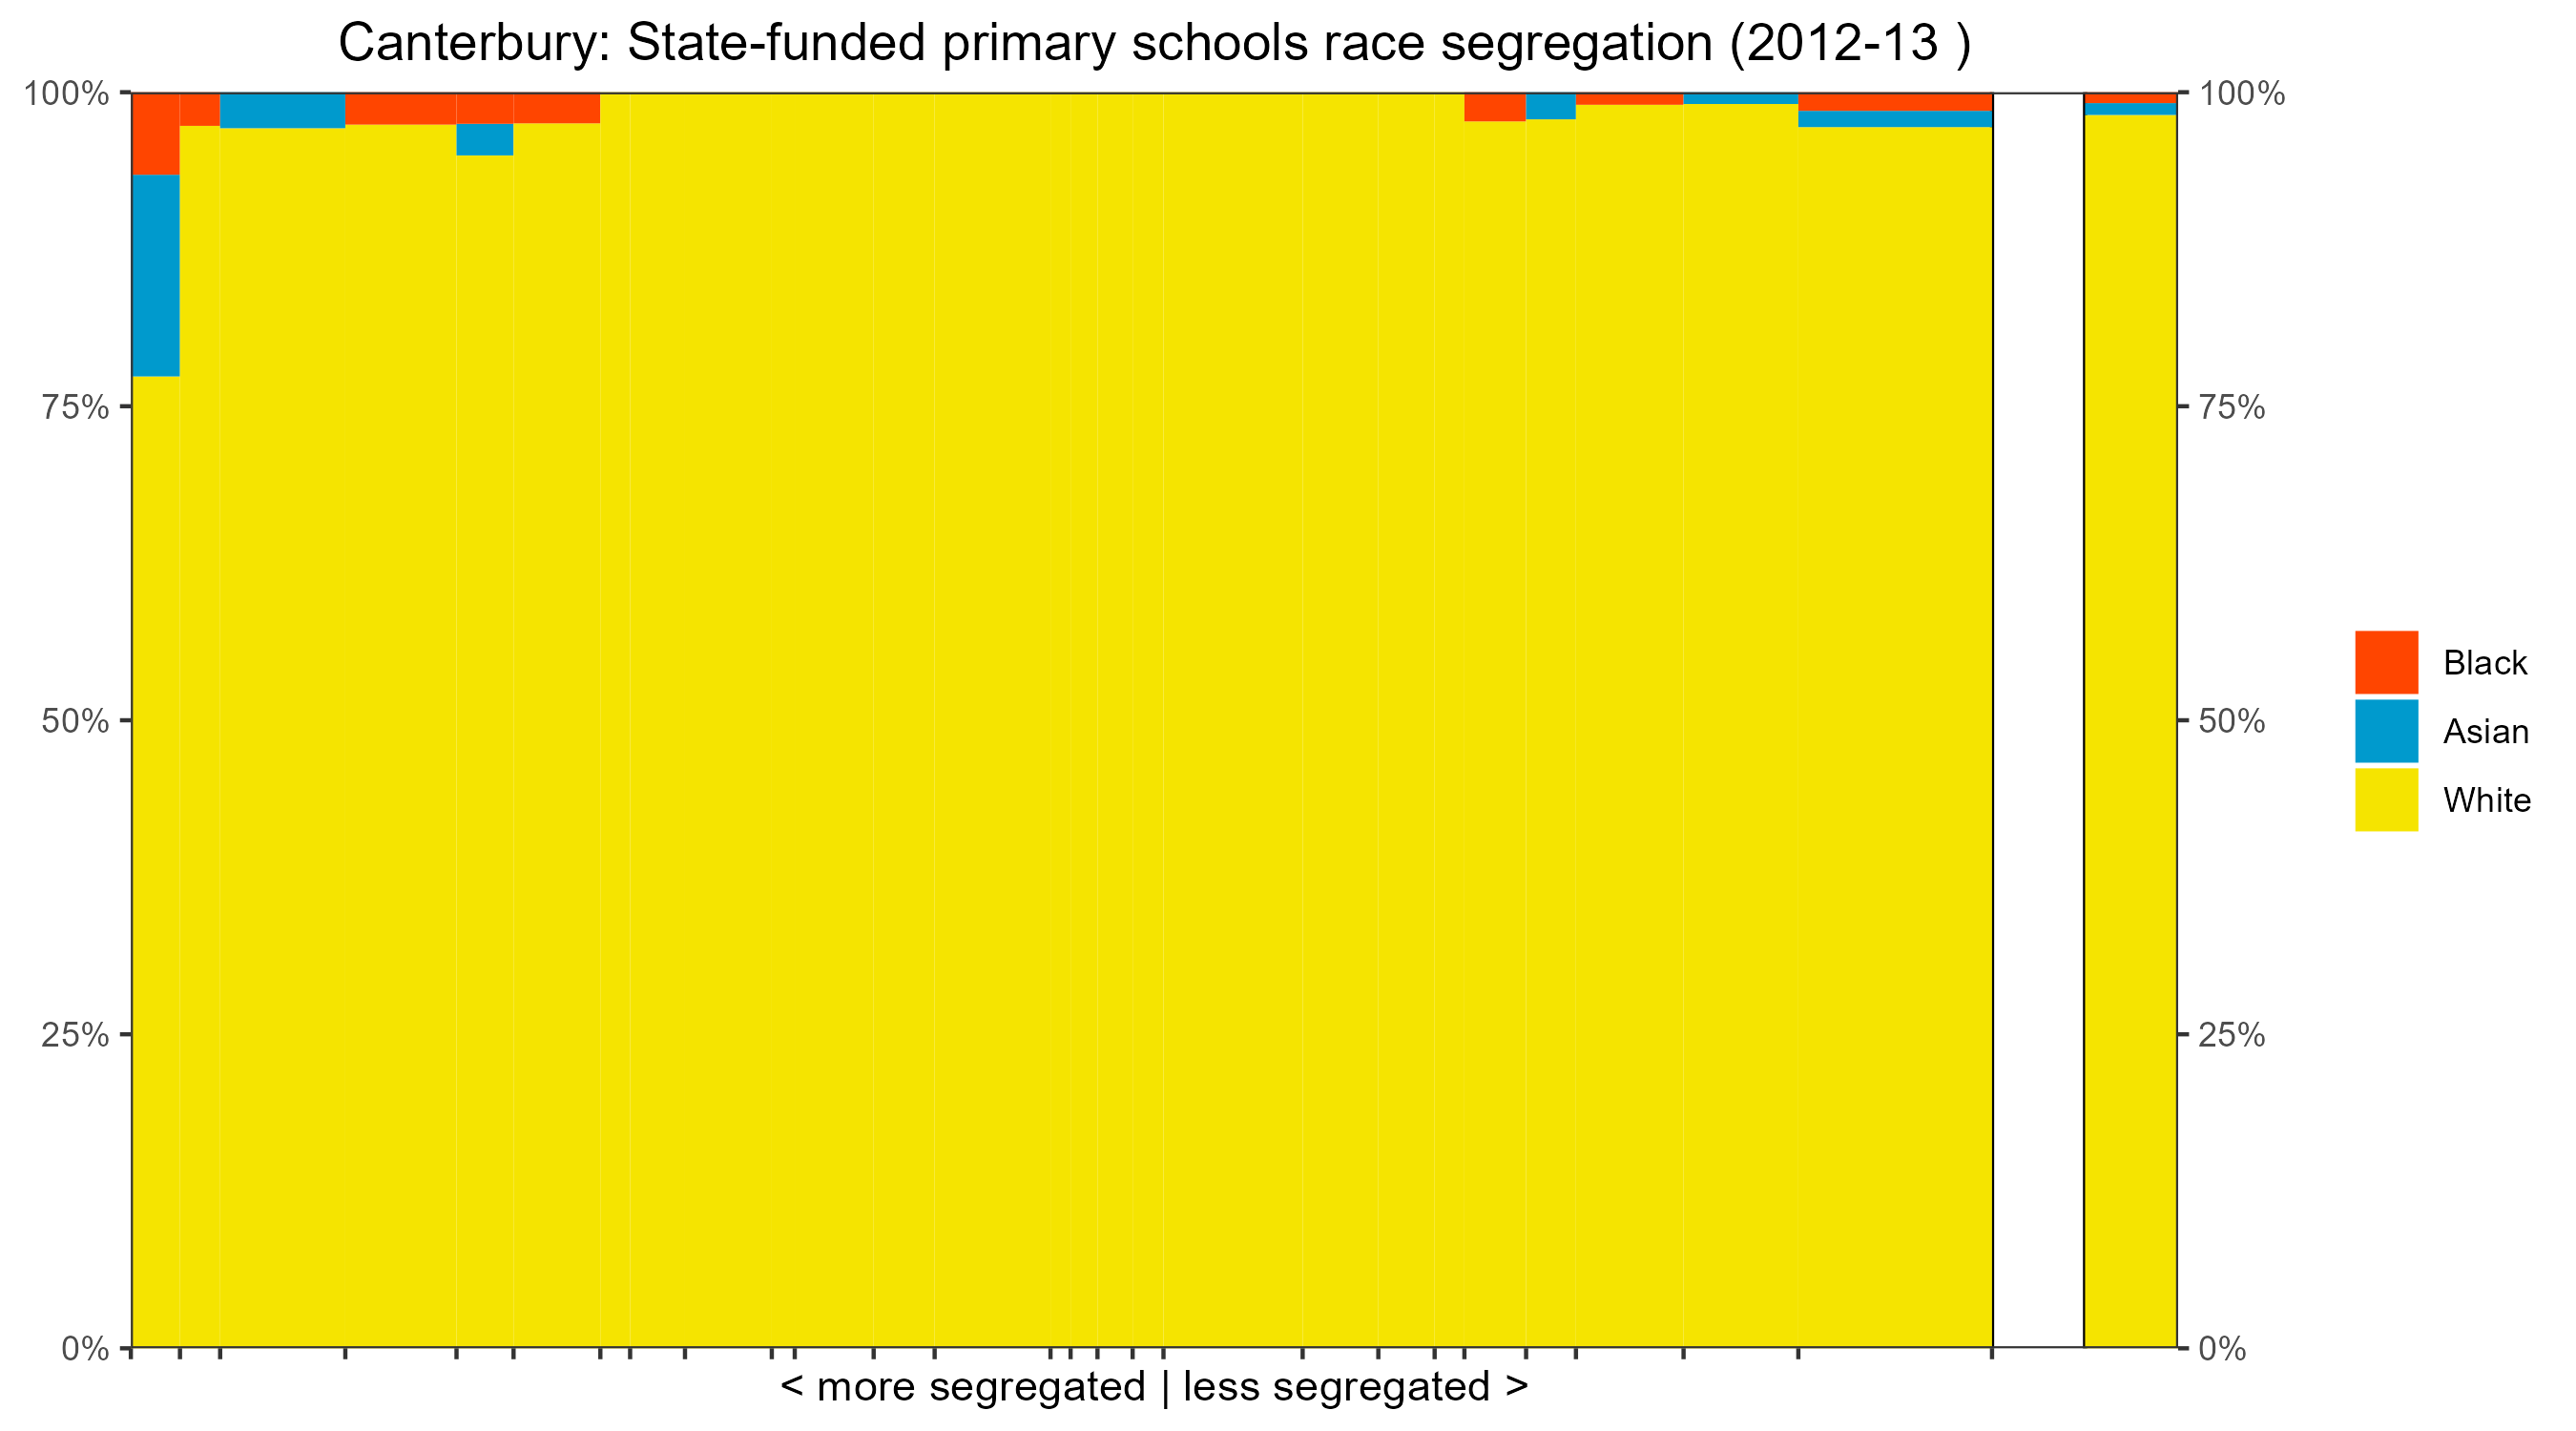 Canterbury: State-funded primary schools race segregation (2012-13 )
100%
75%
50%
25%
0%
100%
75%
50%
25%
0%
Black
Asian
White
< more segregated | less segregated >